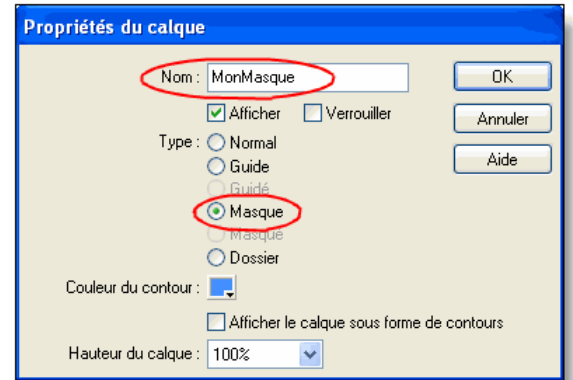 Propriétés du calque
Nom : MonMasque
OK
Afficher Verrouiller
Annuler
Type : Normal
Aide
Guide
Guidé
Masque
Masque
Dossier
Couleur du contour :
Afficher le calque sous forme de contours
Hauteur du calque : 100%